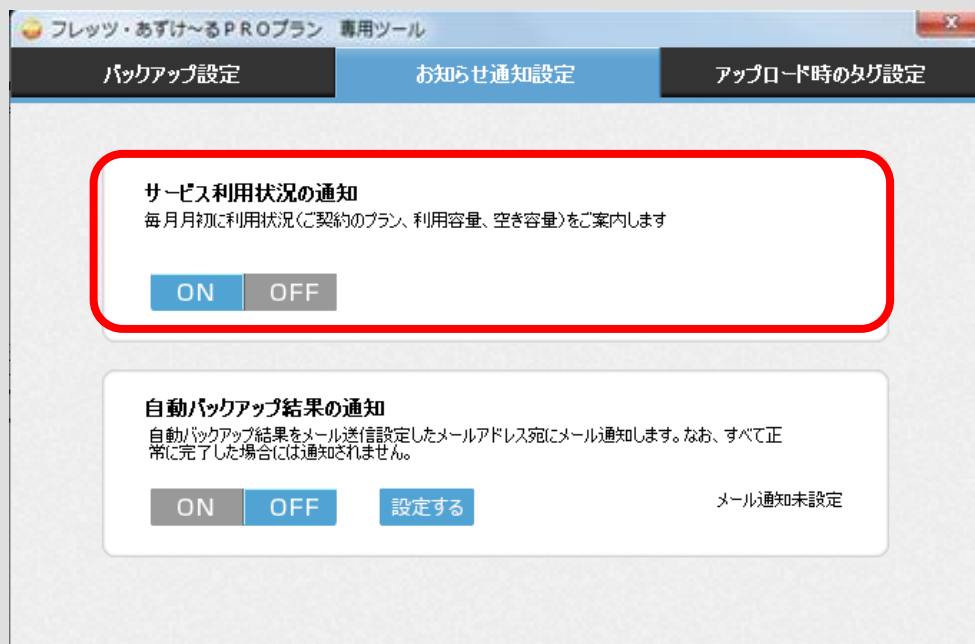 フレッツ・あずけ～るPROプラン　専用ツール
バックアップ設定
お知らせ通知設定
アップロード時のタグ設定
サービス利用状況の通知
毎月月初に利用状況(ご契約のプラン、利用容量、空き容量)をご案内します
ON OFF
自動バックアップ結果の通知
自動バックアップ結果をメール送信設定したメールアドレス宛にメール通知します。なお、すべて正
常に完了した場合には通知されません。
ON OFF 設定する メール通知未設定